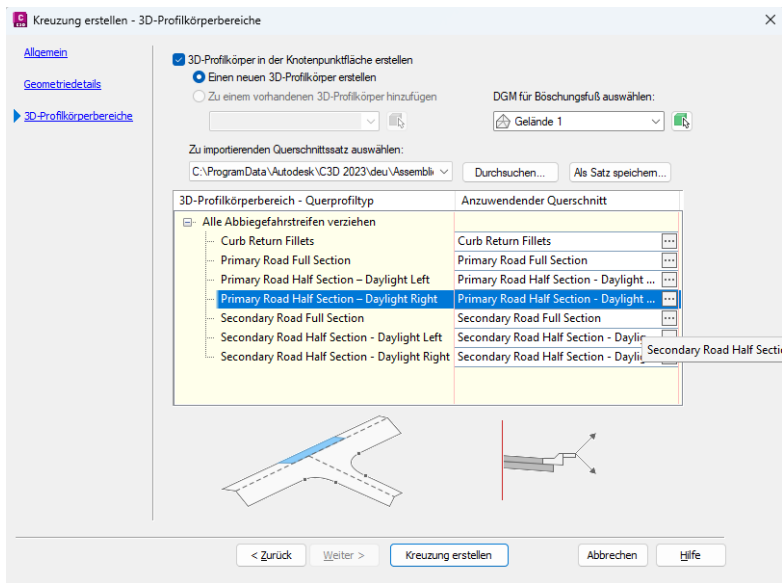 Kreuzung erstellen - 3D-Profilkörperbereiche
Allgemein
Geometriedetails
3D-Profilkörperbereiche
3D-Profilkörper in der Knotenpunktfläche erstellen
Einen neuen 3D-Profilkörper erstellen
Zu einem vorhandenen 3D-Profilkörper hinzufügen
DGM für Böschungsfuß auswählen:
Gelände 1
Zu importierenden Querschnittssatz auswählen:
C:\ProgramData\Autodesk\C3D 2023\deu\Assembli
Durchsuchen...
Als Satz speichern...
3D-Profilkörperbereich - Querprofiltyp Anzuwendender Querschnitt
Alle Abbiegefahrstreifen verziehen
Curb Return Fillets Curb Return Fillets ...
Primary Road Full Section Primary Road Full Section ...
Primary Road Half Section – Daylight Left Primary Road Half Section - Daylight ... ...
Primary Road Half Section – Daylight Right Primary Road Half Section - Daylight ... ...
Secondary Road Full Section Secondary Road Full Section ...
Secondary Road Half Section - Daylight Left Secondary Road Half Section - Daylig
Secondary Road Half Section - Daylight Right Secondary Road Half Section - Daylig
Secondary Road Half Secti
< Zurück Weiter > Kreuzung erstellen Abbrechen Hilfe